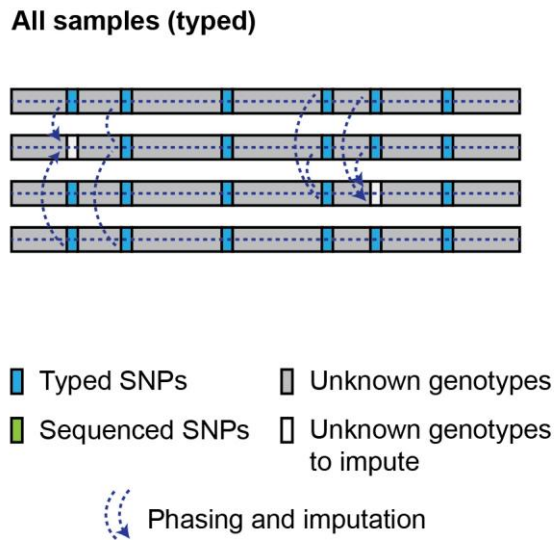 All samples (typed)
Typed SNPs
Unknown genotypes
Sequenced SNPs
Unknown genotypes
to impute
Phasing and imputation